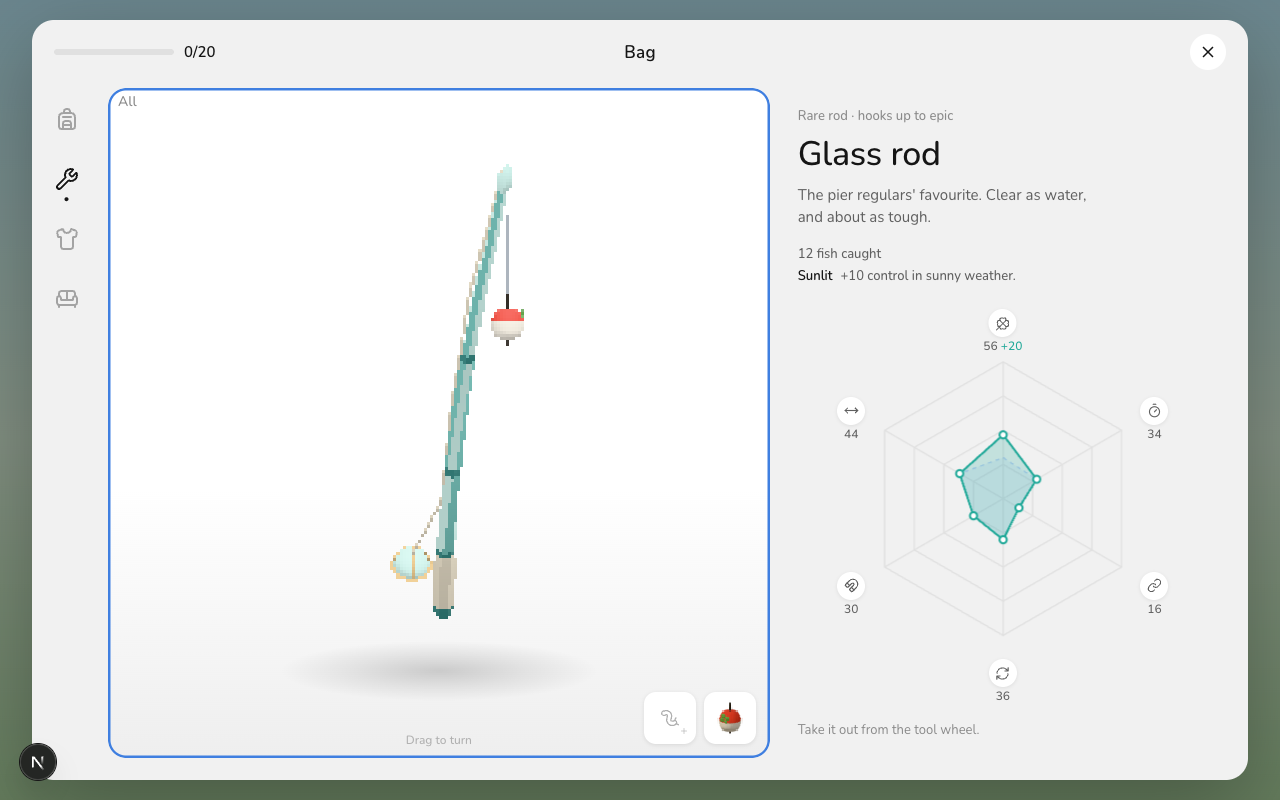 0/20
Bag
All
Rare rod · hooks up to epic
Glass rod
The pier regulars' favourite. Clear as water,
and about as tough.
12 fish caught
Sunlit +10 control in sunny weather.
56 +20
44
34
30
16
36
Drag to turn
+
Take it out from the tool wheel.
N